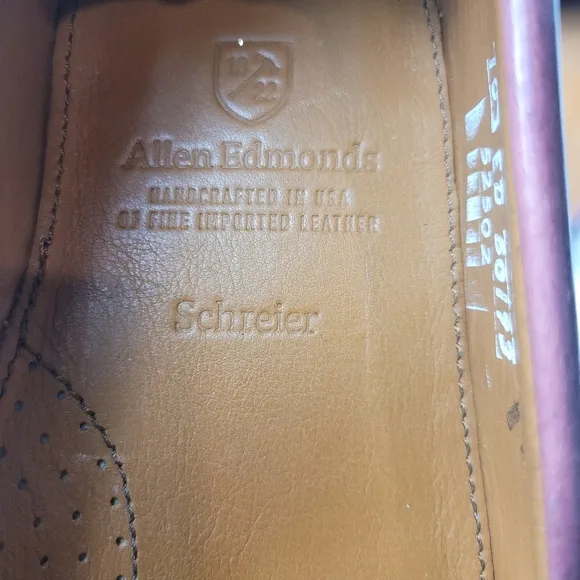 19
22
Allen Edmonds
HANDCRAFTED IN USA
OF FINE IMPORTED LEATHER
Schreier